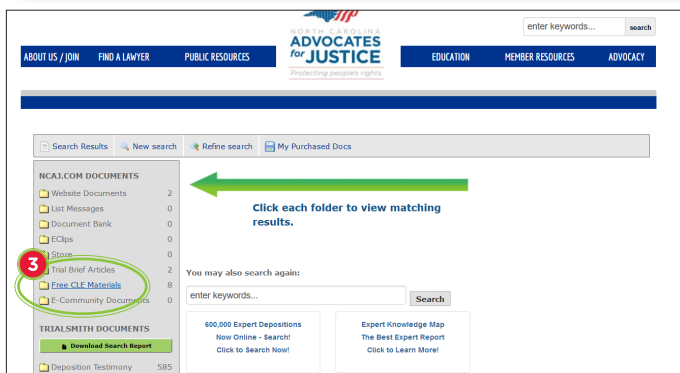 NORTH CAROLINA
ADVOCATES
for JUSTICE
Protecting people's rights
enter keywords... search
ABOUT US / JOIN FIND A LAWYER PUBLIC RESOURCES EDUCATION MEMBER RESOURCES ADVOCACY
Search Results New search Refine search My Purchased Docs
NCAJ.COM DOCUMENTS
Website Documents 2
List Messages 0
Document Bank 0
EClips 0
Store 0
Trial Brief Articles 2
Free CLE Materials 8
E-Community Documents 0
3
TRIALSMITH DOCUMENTS
Download Search Report
Deposition Testimony 585
Click each folder to view matching
results.
You may also search again:
enter keywords... Search
600,000 Expert Depositions
Now Online - Search!
Click to Search Now!
Expert Knowledge Map
The Best Expert Report
Click to Learn More!